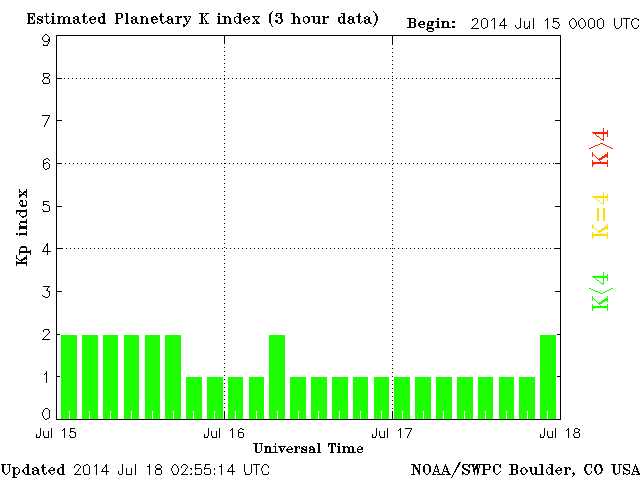 Estimated Planetary K index (3 hour data)
Begin: 2014 Jul 15 0000 UTC
9
8
7
6
5
4
3
2
1
0
Kp index
K>4
K=4
K<4
Jul 15
Jul 16
Jul 17
Jul 18
Universal Time
Updated 2014 Jul 18 02:55:14 UTC
NOAA/SWPC Boulder, CO USA